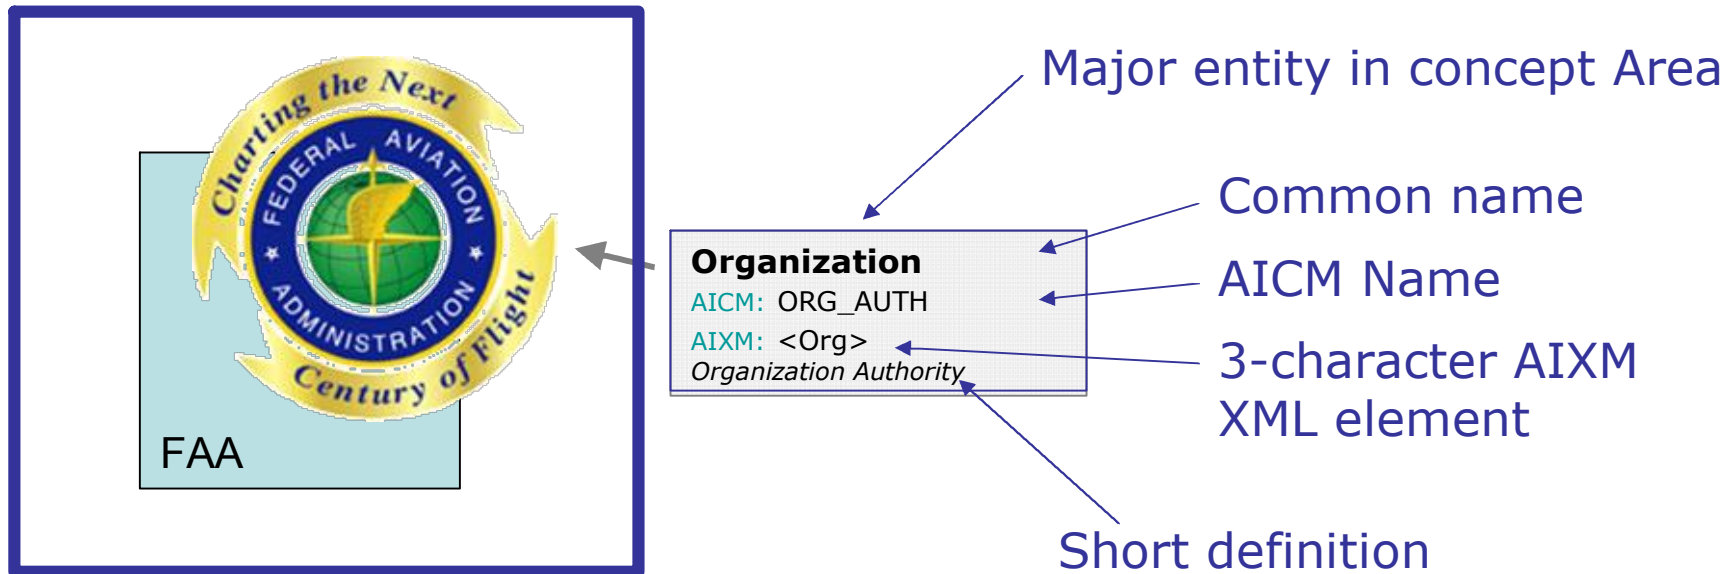 Charting the Next
FEDERAL AVIATION
ADMINISTRATION
Century of Flight
FAA
Organization
AICM: ORG_AUTH
AIXM: <Org>
Organization Authority
Major entity in concept Area
Common name
AICM Name
3-character AIXM
XML element
Short definition